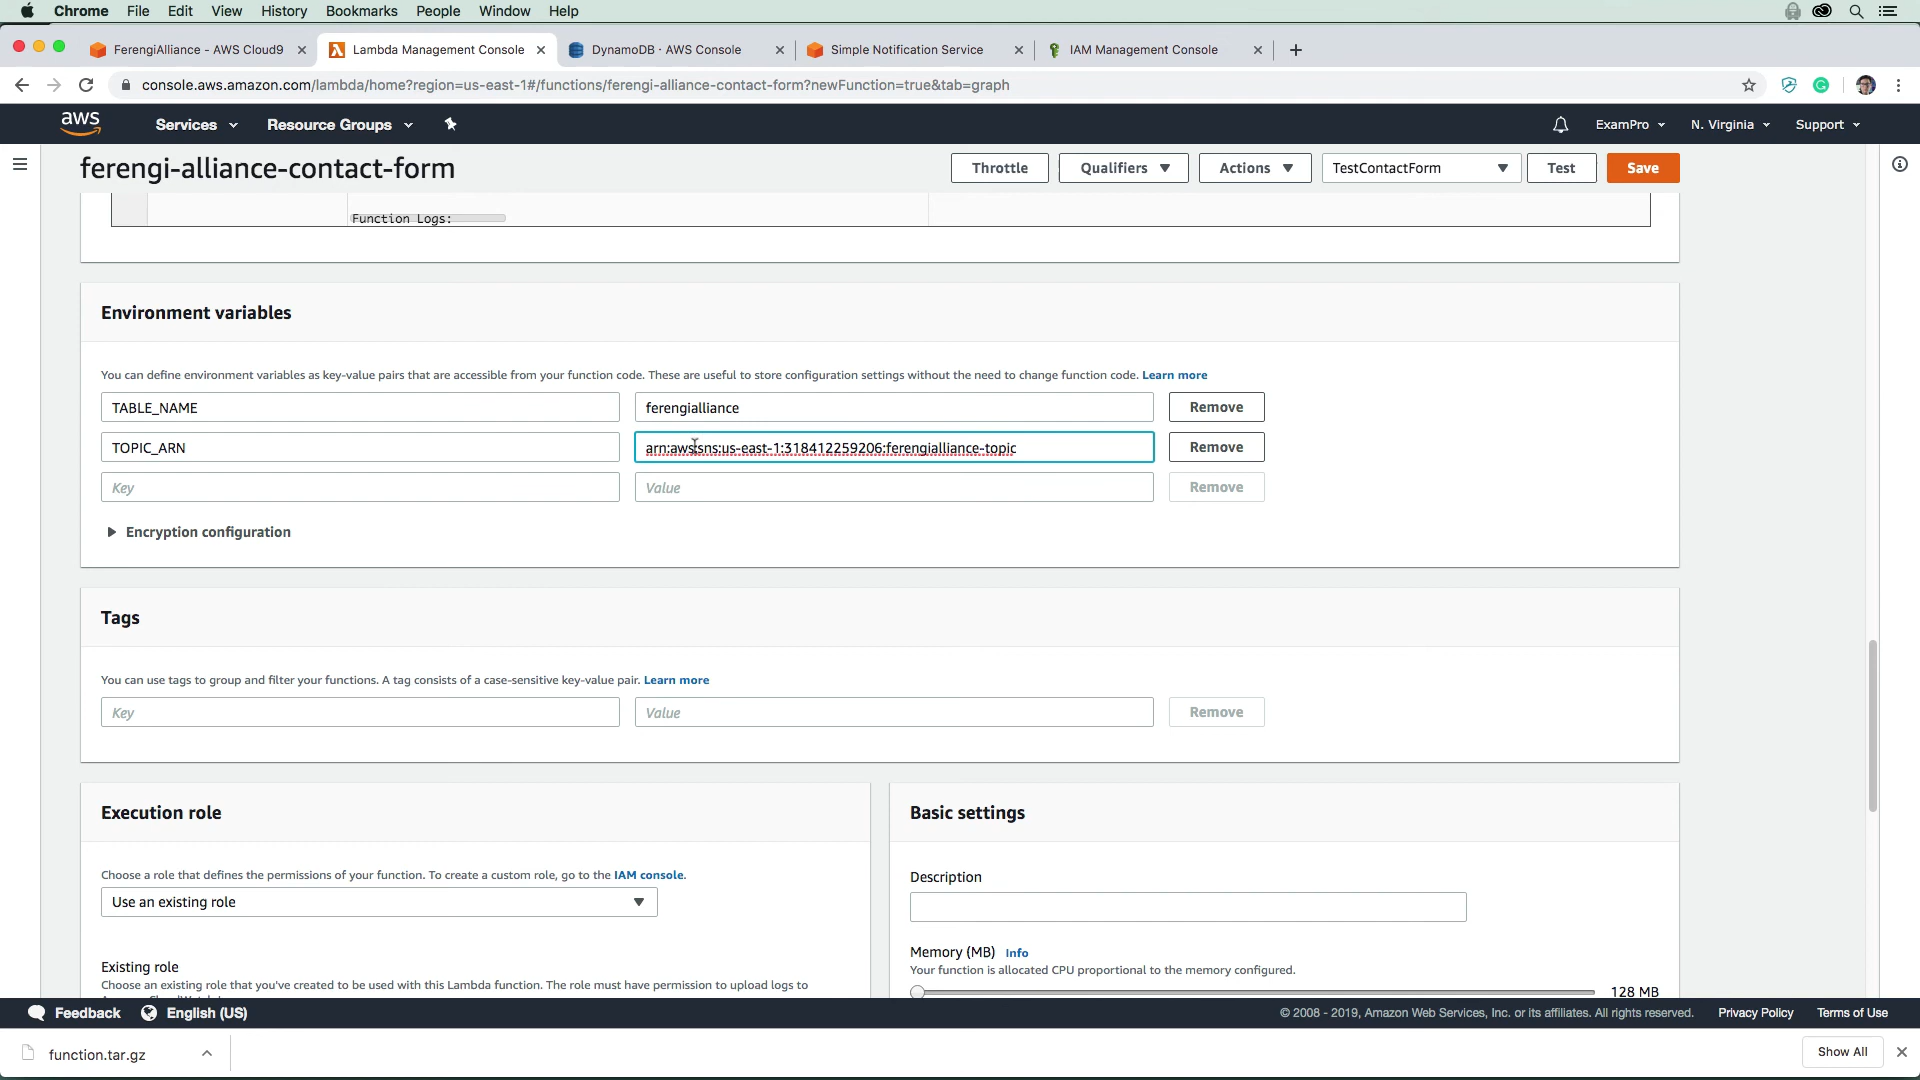 Chrome File Edit View History Bookmarks People Window Help
FerengiAlliance - AWS Cloud9 Lambda Management Console DynamoDB · AWS Console Simple Notification Service IAM Management Console
console.aws.amazon.com/lambda/home?region=us-east-1#/functions/ferengi-alliance-contact-form?newFunction=true&tab=graph
aws Services Resource Groups ExamPro N. Virginia Support
ferengi-alliance-contact-form Throttle Qualifiers Actions TestContactForm Test Save
Function Logs:
Environment variables
You can define environment variables as key-value pairs that are accessible from your function code. These are useful to store configuration settings without the need to change function code. Learn more
TABLE_NAME ferengialliance Remove
TOPIC_ARN arn:aws:sns:us-east-1:318412259206:ferengialliance-topic Remove
Key Value Remove
Encryption configuration
Tags
You can use tags to group and filter your functions. A tag consists of a case-sensitive key-value pair. Learn more
Key Value Remove
Execution role
Choose a role that defines the permissions of your function. To create a custom role, go to the IAM console.
Use an existing role
Existing role
Choose an existing role that you've created to be used with this Lambda function. The role must have permission to upload logs to
Basic settings
Description
Memory (MB) Info
Your function is allocated CPU proportional to the memory configured.
128 MB
Feedback English (US) © 2008 - 2019, Amazon Web Services, Inc. or its affiliates. All rights reserved. Privacy Policy Terms of Use
function.tar.gz Show All